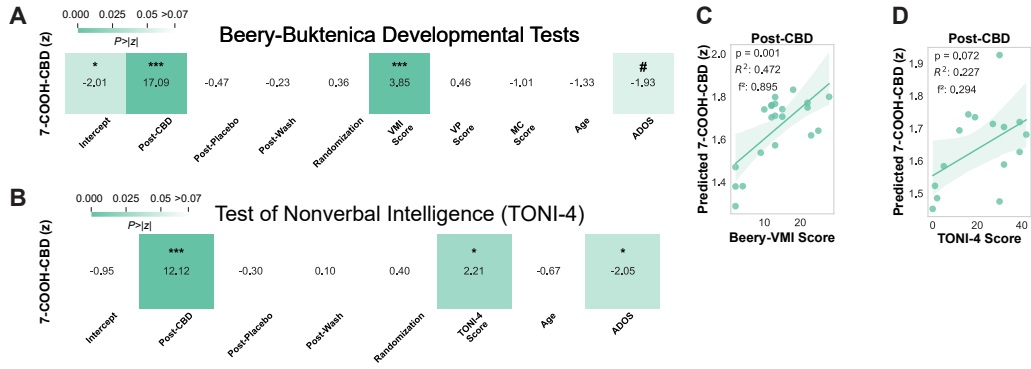 A
0.000 0.025 0.05 >0.07
P>|z|
Beery-Buktenica Developmental Tests
7-COOH-CBD (z)
* *** *** #
-2.01 17.09 -0.47 -0.23 0.36 3.85 0.46 -1.01 -1.33 -1.93
Intercept
Post-CBD
Post-Placebo
Post-Wash
Randomization
VMI
Score
VP
Score
MC
Score
Age
ADOS
B
0.000 0.025 0.05 >0.07
P>|z|
Test of Nonverbal Intelligence (TONI-4)
7-COOH-CBD (z)
*** * *
-0.95 12.12 -0.30 0.10 0.40 2.21 -0.67 -2.05
Intercept
Post-CBD
Post-Placebo
Post-Wash
Randomization
TONI-4
Score
Age
ADOS
C
Post-CBD
p = 0.001
R²: 0.472
f²: 0.895
Predicted 7-COOH-CBD (z)
2.0
1.8
1.6
1.4
10 20
Beery-VMI Score
D
Post-CBD
p = 0.072
R²: 0.227
f²: 0.294
Predicted 7-COOH-CBD (z)
1.9
1.8
1.7
1.6
1.5
0 20 40
TONI-4 Score